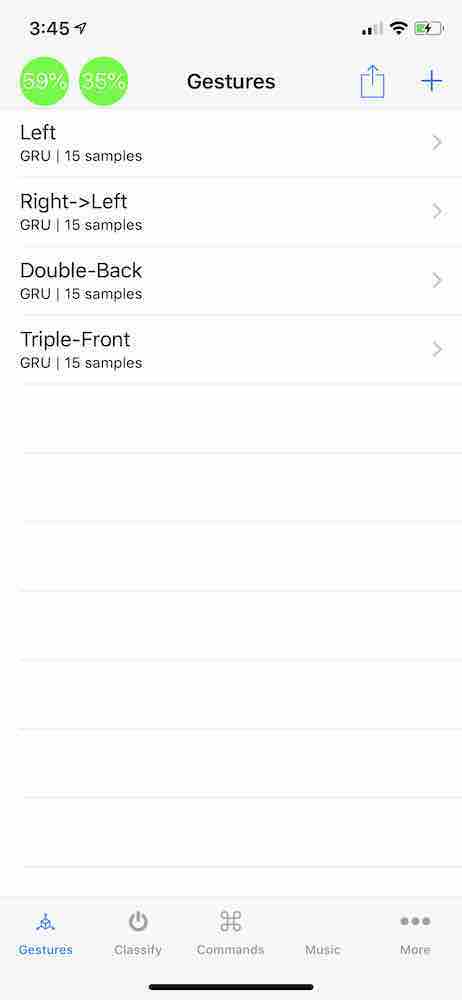 3:45
59% 35% Gestures
Left
GRU | 15 samples
Right->Left
GRU | 15 samples
Double-Back
GRU | 15 samples
Triple-Front
GRU | 15 samples
Gestures Classify Commands Music More